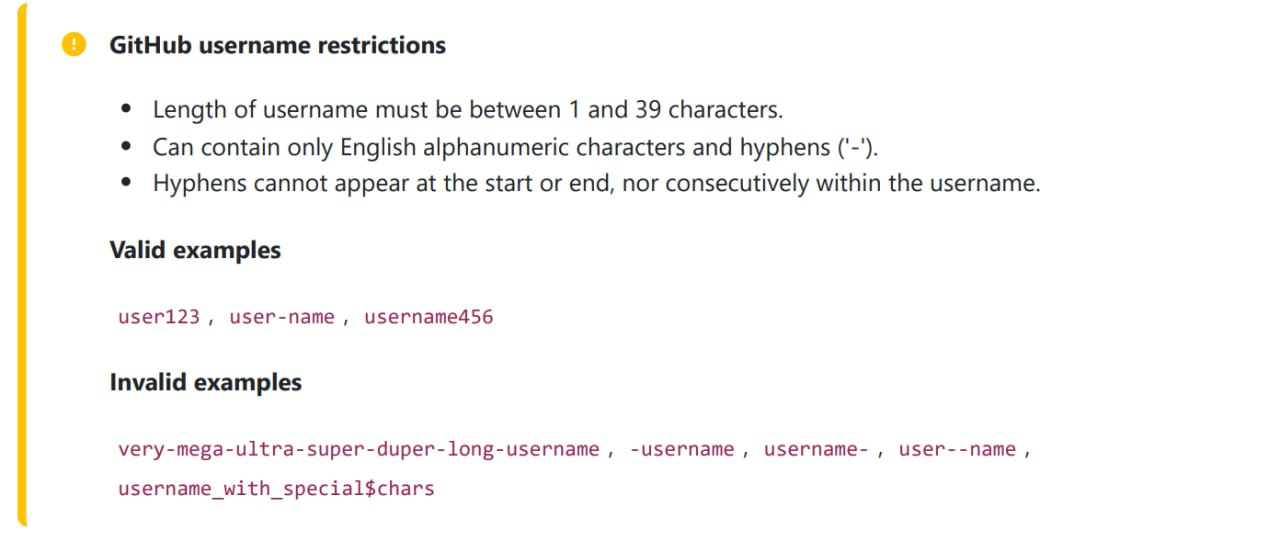 GitHub username restrictions
• Length of username must be between 1 and 39 characters.
• Can contain only English alphanumeric characters and hyphens ('-').
• Hyphens cannot appear at the start or end, nor consecutively within the username.
Valid examples
user123 , user-name , username456
Invalid examples
very-mega-ultra-super-duper-long-username , -username , username- , user--name ,
username_with_special$chars